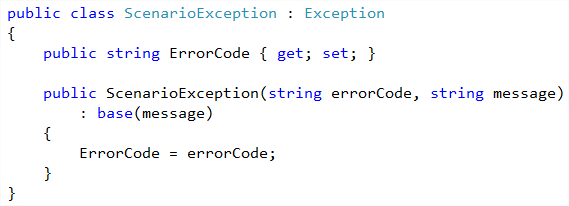 public class ScenarioException : Exception
{
    public string ErrorCode { get; set; }

    public ScenarioException(string errorCode, string message)
        : base(message)
    {
        ErrorCode = errorCode;
    }
}